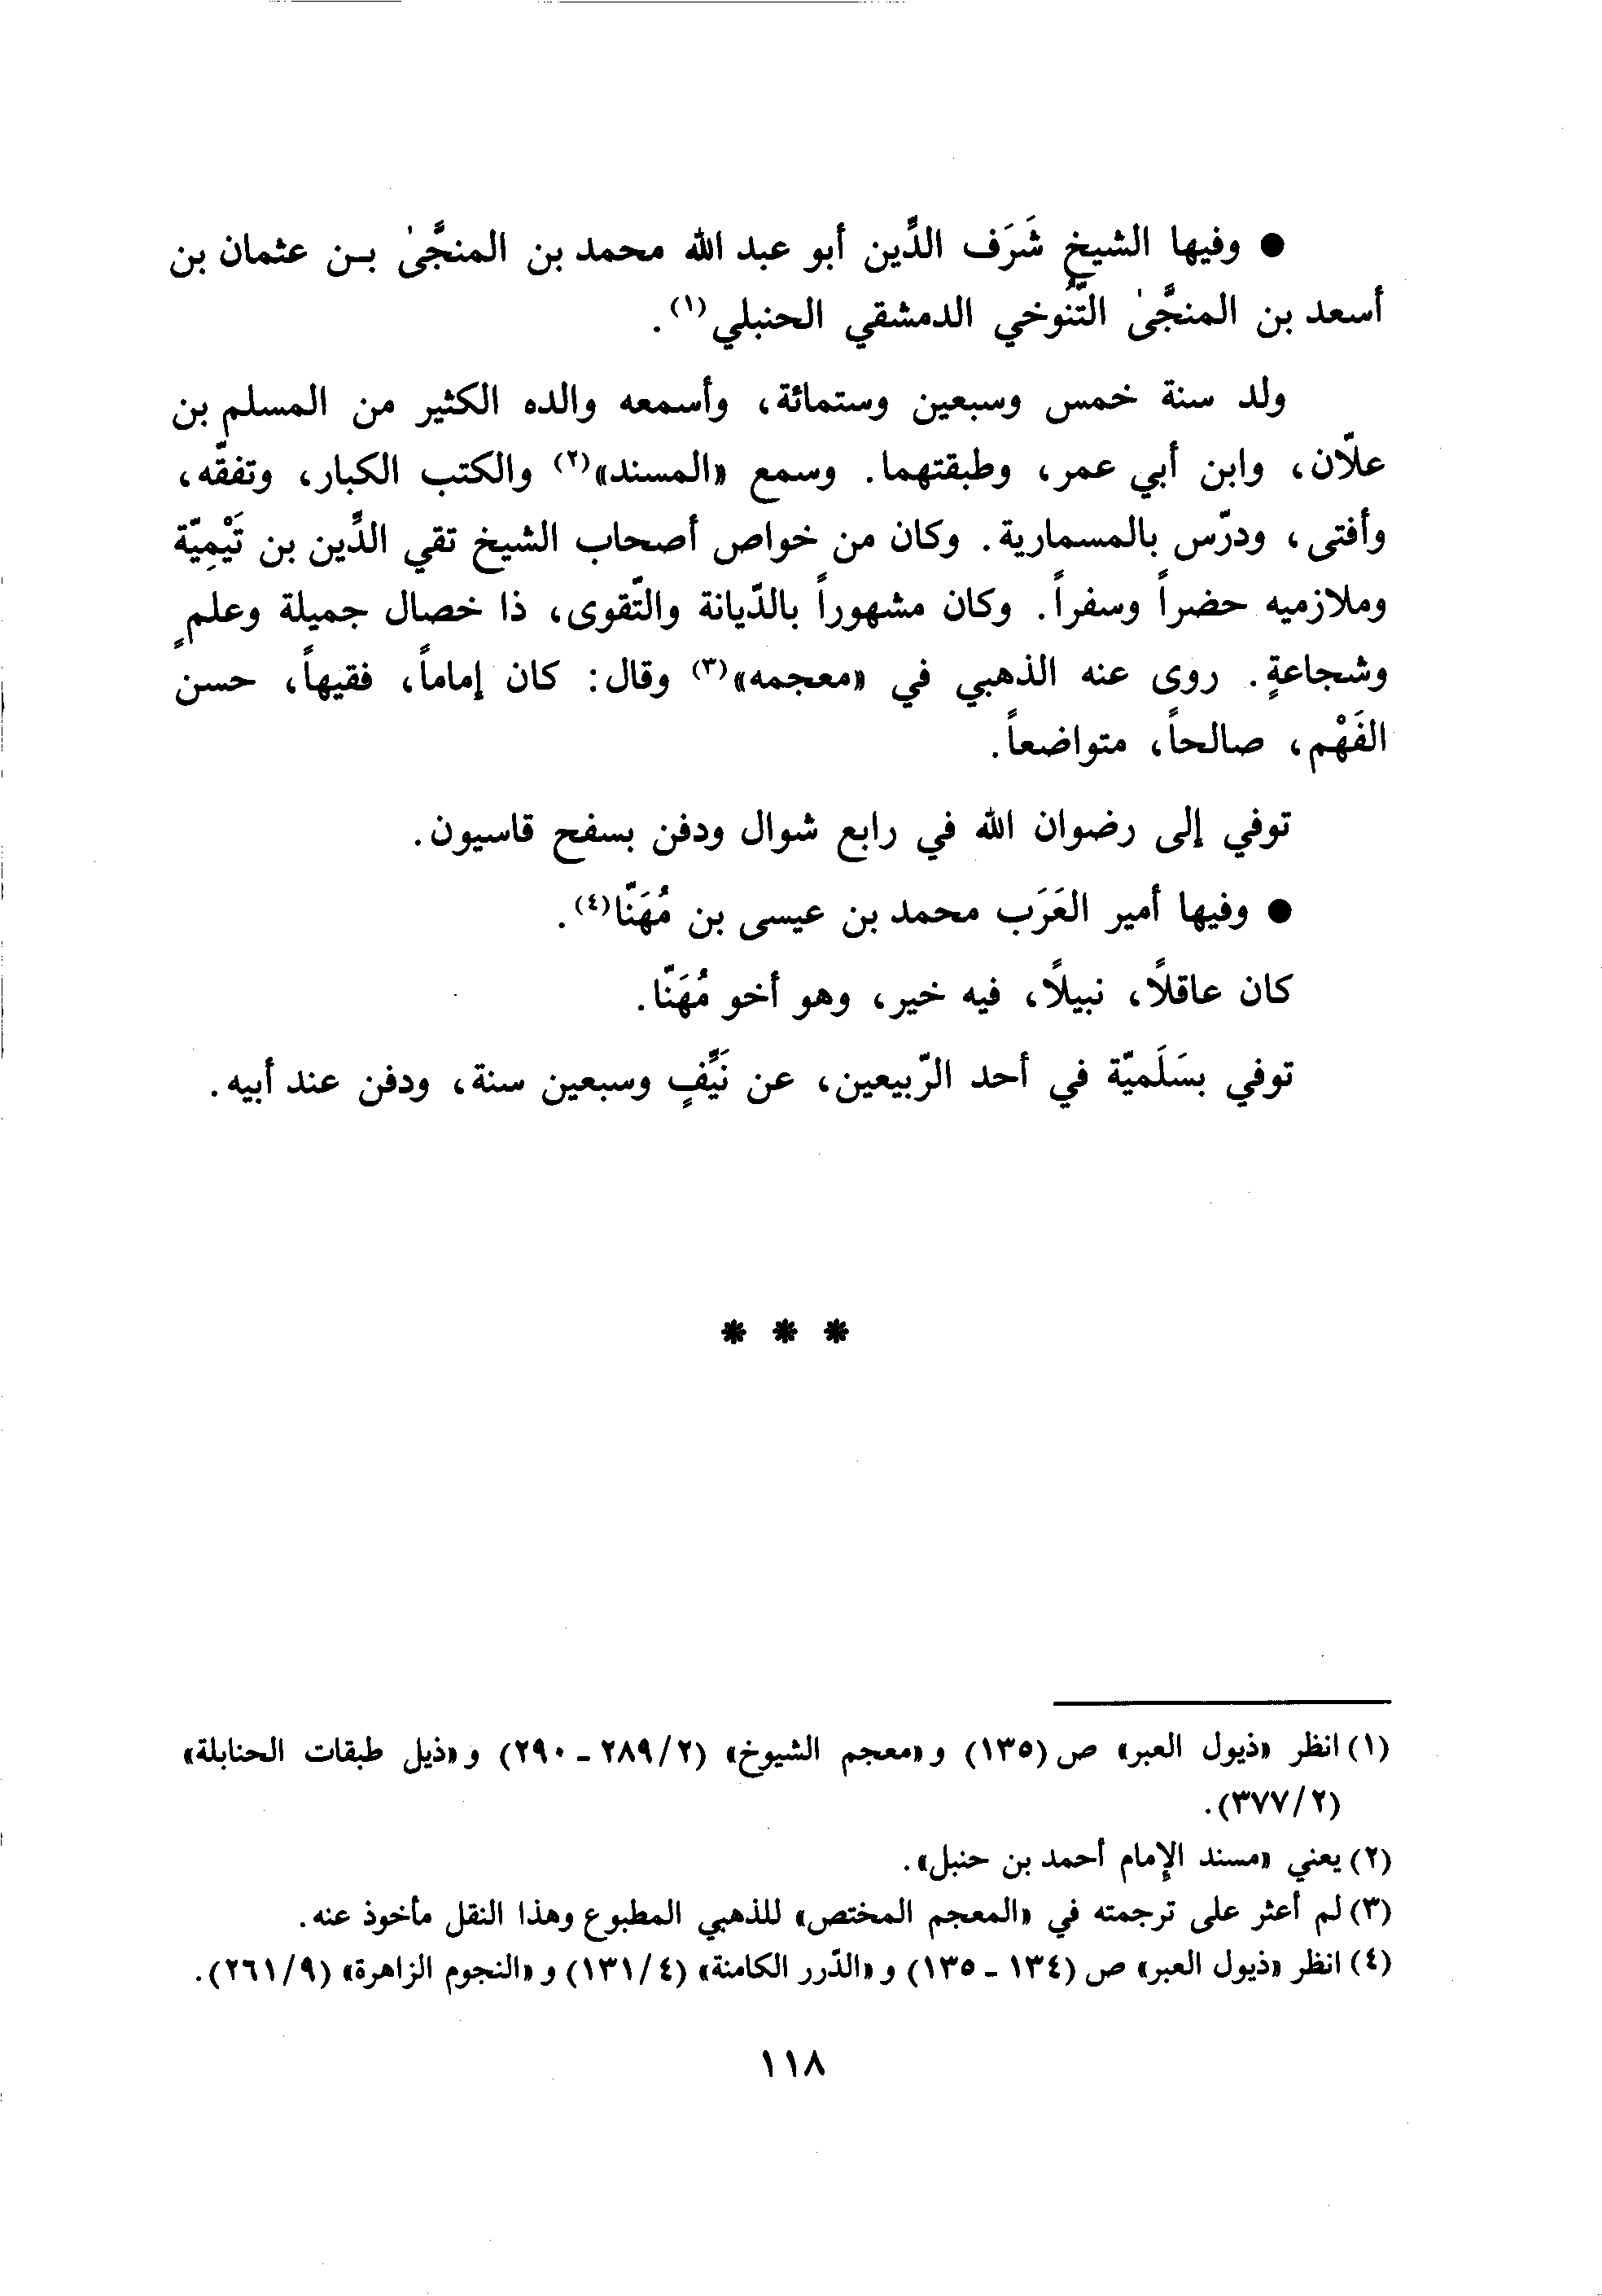 ● وفيها الشيخ شَرَف الدِّين أبو عبد الله محمد بن المنجَّىٰ بـن عثمان بن
أسعد بن المنجَّىٰ التَّنُوخي الدمشقي الحنبلي(١).
ولد سنة خمس وسبعين وستمائة، وأسمعه والده الكثير من المسلم بن
علّان، وابن أبي عمر، وطبقتهما. وسمع «المسند»(٢) والكتب الكبار، وتفقّه،
وأفتى، ودرّس بالمسمارية. وكان من خواص أصحاب الشيخ تقي الدِّين بن تَيْمِيّة
وملازميه حضراً وسفراً. وكان مشهوراً بالدّيانة والتّقوى، ذا خصال جميلة وعلمٍ
وشجاعةٍ. روى عنه الذهبي في «معجمه»(٣) وقال: كان إماماً، فقيهاً، حسن
الفَهْم، صالحاً، متواضعاً.
توفي إلى رضوان الله في رابع شوال ودفن بسفح قاسيون.
● وفيها أمير العَرَب محمد بن عيسى بن مُهَنّا(٤).
كان عاقلًا، نبيلًا، فيه خير، وهو أخو مُهَنّا.
توفي بسَلَميّة في أحد الرّبيعين، عن نَيِّفٍ وسبعين سنة، ودفن عند أبيه.
* * *
(١) انظر «ذيول العبر» ص (١٣٥) و «معجم الشيوخ» (٢/٢٨٩ - ٢٩٠) و «ذيل طبقات الحنابلة»
(٢/٣٧٧).
(٢) يعني «مسند الإمام أحمد بن حنبل».
(٣) لم أعثر على ترجمته في «المعجم المختص» للذهبي المطبوع وهذا النقل مأخوذ عنه.
(٤) انظر «ذيول العبر» ص (١٣٤ - ١٣٥) و «الدّرر الكامنة» (٤/١٣١) و «النجوم الزاهرة» (٩/٢٦١).
١١٨